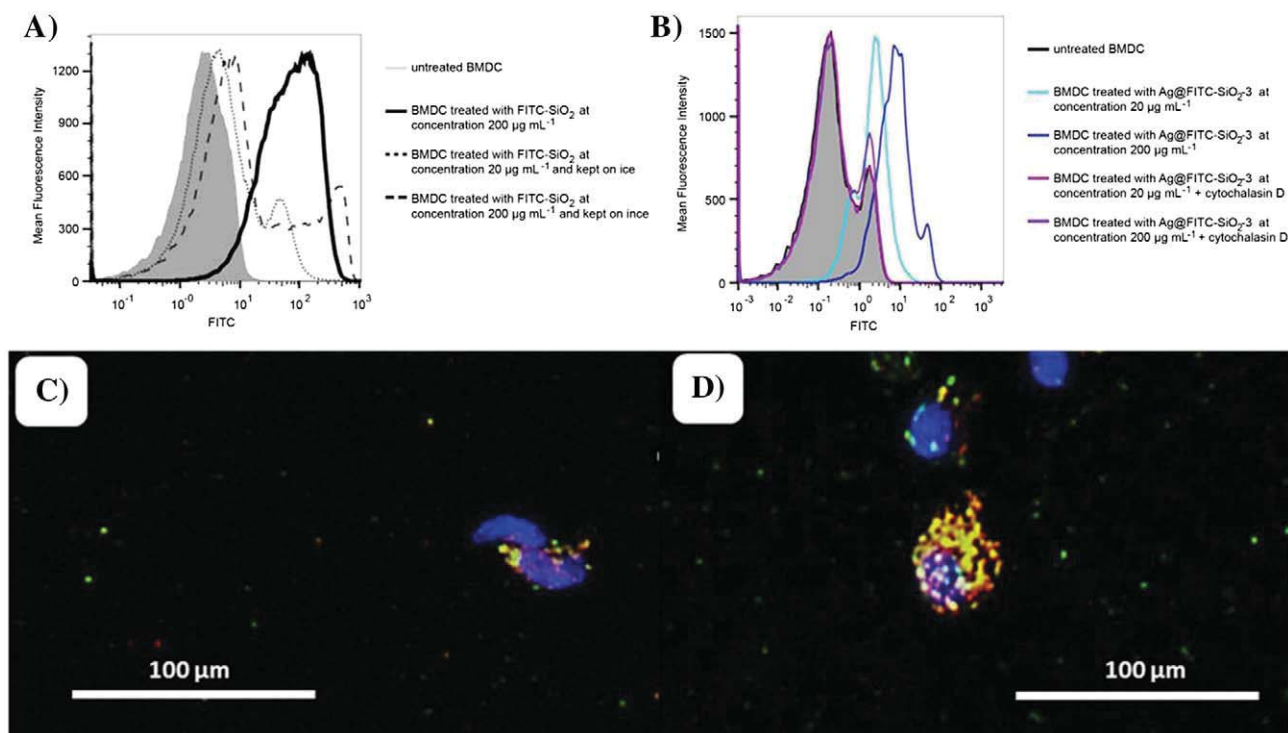 A)
1200
900
600
300
0
Mean Fluorescence Intensity
10-1
100
101
102
103
FITC
untreated BMDC
BMDC treated with FITC-SiO2 at
concentration 200 µg mL-1
BMDC treated with FITC-SiO2 at
concentration 20 µg mL-1 and kept on ice
BMDC treated with FITC-SiO2 at
concentration 200 µg mL-1 and kept on ince
B)
1500
1000
500
0
Mean Fluorescence Intensity
10-3
10-2
10-1
100
101
102
103
FITC
untreated BMDC
BMDC treated with Ag@FITC-SiO2-3 at
concentration 20 µg mL-1
BMDC treated with Ag@FITC-SiO2-3 at
concentration 200 µg mL-1
BMDC treated with Ag@FITC-SiO2-3 at
concentration 20 µg mL-1 + cytochalasin D
BMDC treated with Ag@FITC-SiO2-3 at
concentration 200 µg mL-1 + cytochalasin D
C)
100 µm
D)
100 µm